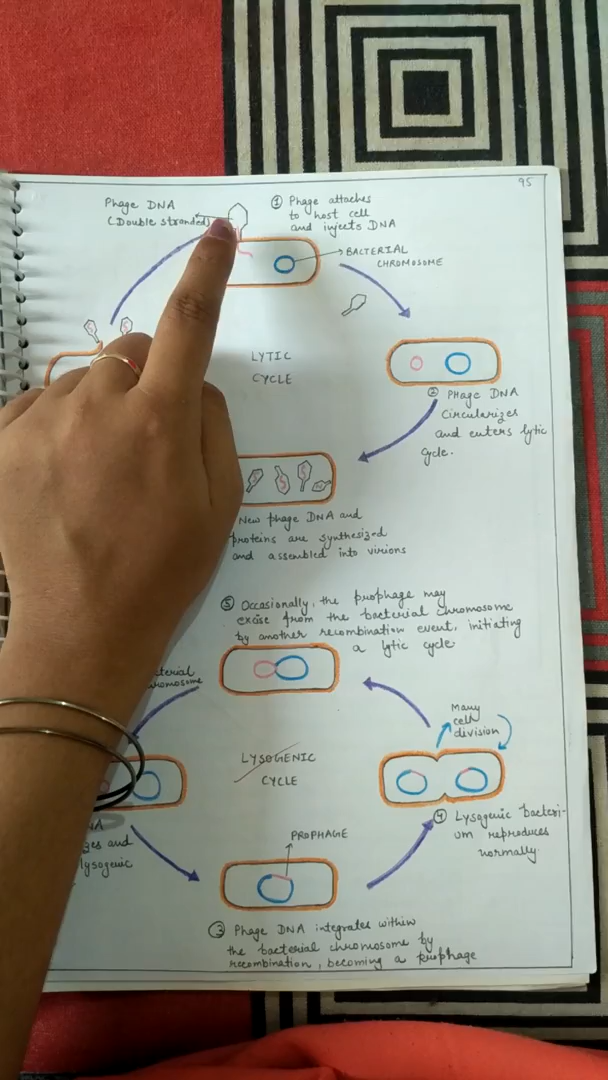 95
Phage DNA
(Double stranded)
① Phage attaches
to host cell
and injects DNA
BACTERIAL
CHROMOSOME
LYTIC
CYCLE
② Phage DNA
Circularizes
and enters lytic
cycle.
New phage DNA and
proteins are synthesized
and assembled into virions
⑤ Occasionally, the prophage may
excise from the bacterial chromosome
by another recombination event, initiating
a lytic cycle.
Many
cell
division
LYSOGENIC
CYCLE
④ Lysogenic bacteri-
um reproduces
normally.
lysogenic
PROPHAGE
③ Phage DNA integrates within
the bacterial chromosome by
recombination, becoming a prophage